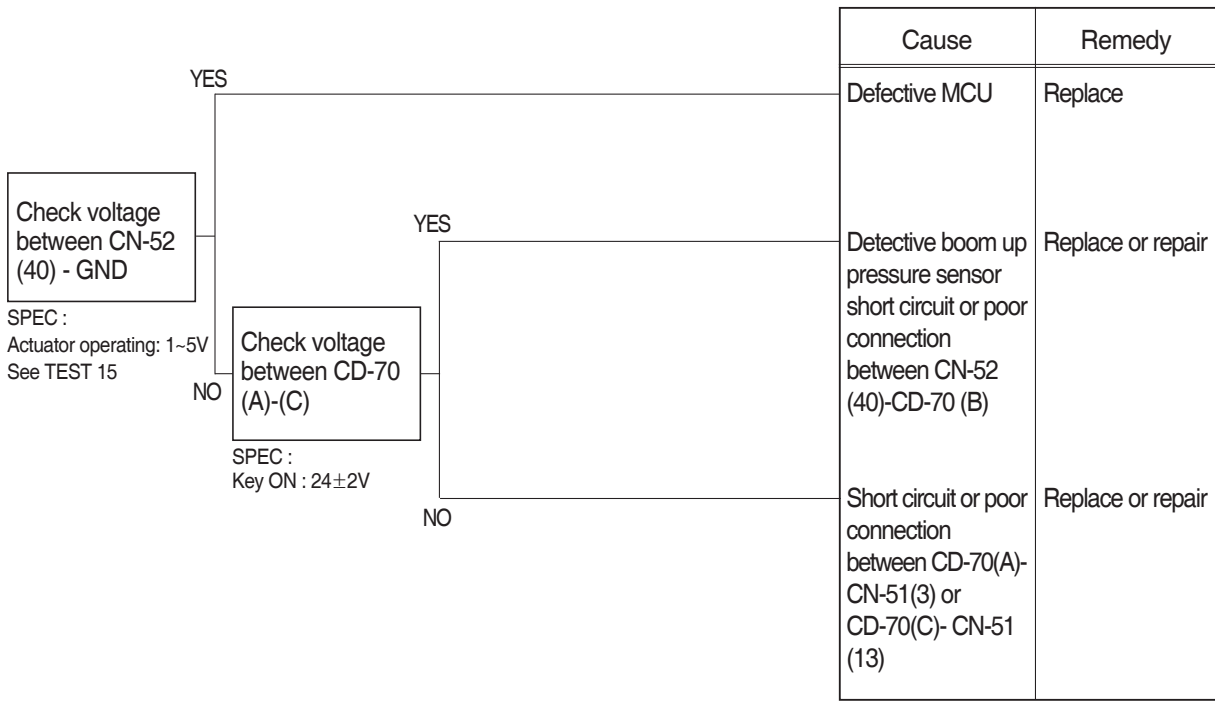 Cause
Remedy
YES
Defective MCU
Replace
Check voltage
between CN-52
(40) - GND
SPEC :
Actuator operating: 1~5V
See TEST 15
NO
YES
Check voltage
between CD-70
(A)-(C)
SPEC :
Key ON : 24±2V
NO
Detective boom up
pressure sensor
short circuit or poor
connection
between CN-52
(40)-CD-70 (B)
Replace or repair
Short circuit or poor
connection
between CD-70(A)-
CN-51(3) or
CD-70(C)- CN-51
(13)
Replace or repair